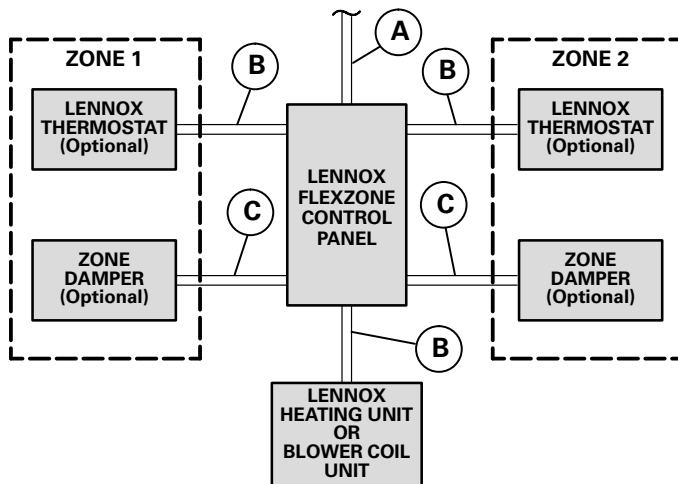 A
ZONE 1
B
B
ZONE 2
LENNOX
THERMOSTAT
(Optional)
LENNOX
FLEXZONE
CONTROL
PANEL
LENNOX
THERMOSTAT
(Optional)
C
C
ZONE
DAMPER
(Optional)
ZONE
DAMPER
(Optional)
B
LENNOX
HEATING UNIT
OR
BLOWER COIL
UNIT